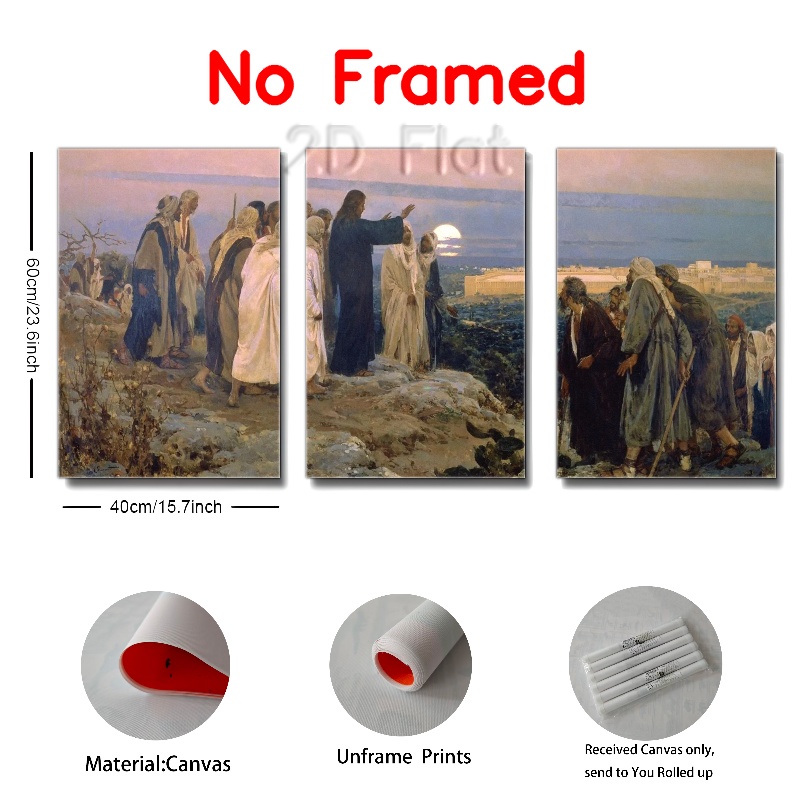 No Framed
2D Flat
60cm/23.6inch
40cm/15.7inch
Material:Canvas
Unframe Prints
Received Canvas only,
send to You Rolled up